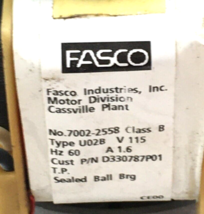 FASCO
Fasco Industries, Inc.
Motor Division
Cassville Plant
No.7002-2558 Class B
Type U02B V 115
Hz 60 A 1.6
Cust P/N D330787P01
T.P.
Sealed Ball Brg